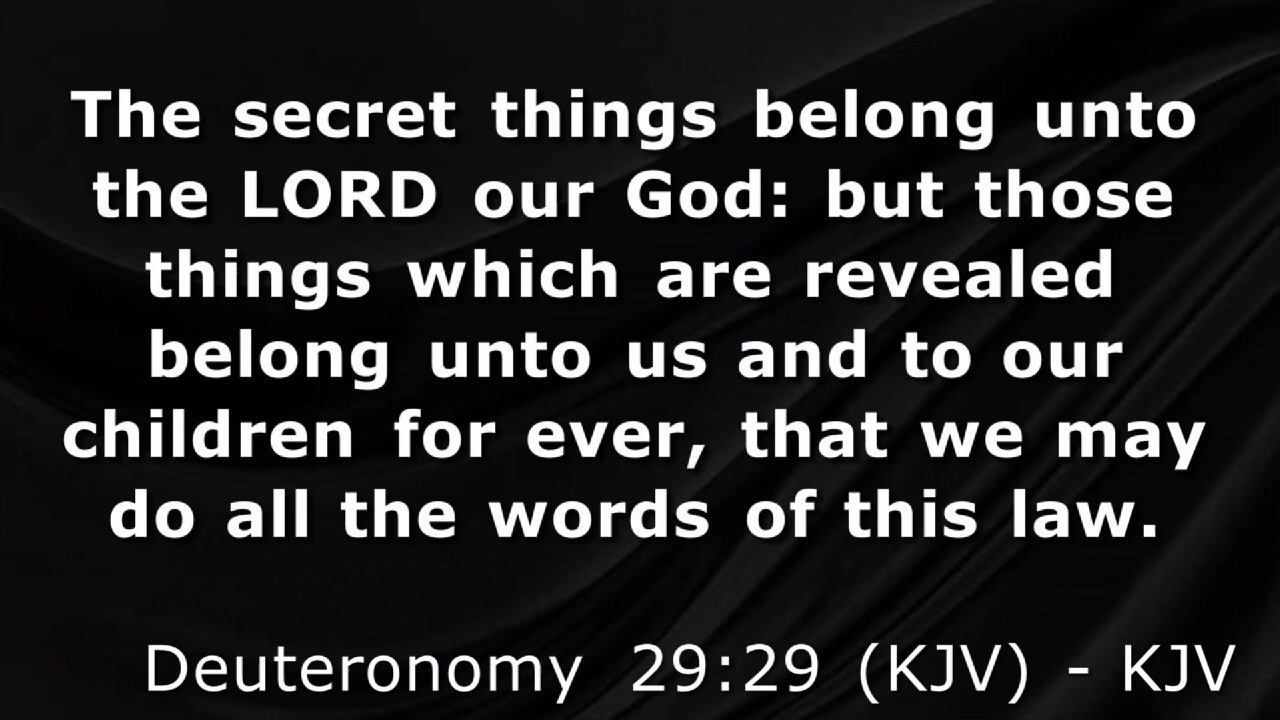 The secret things belong unto
the LORD our God: but those
things which are revealed
belong unto us and to our
children for ever, that we may
do all the words of this law.
Deuteronomy 29:29 (KJV) - KJV